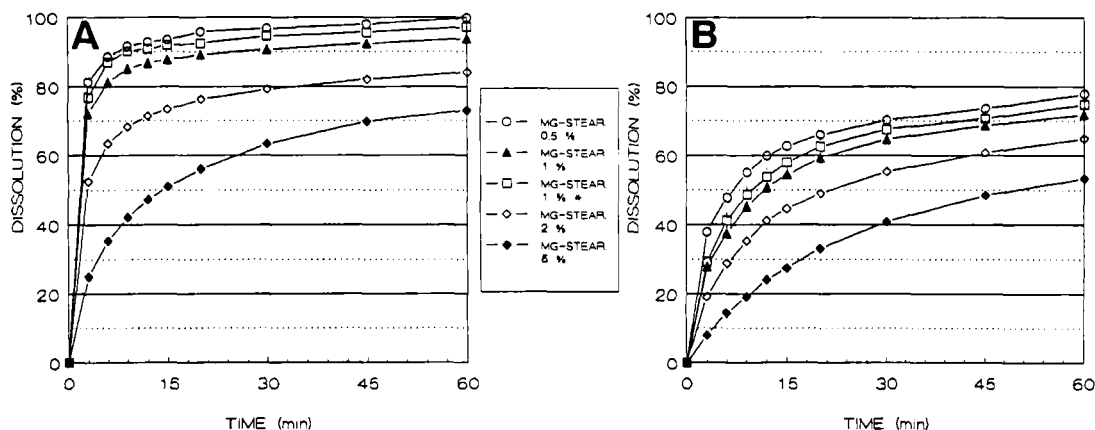 A
DISSOLUTION (%)
100
80
60
40
20
0
0 15 30 45 60
TIME (min)
MG-STEAR
0.5 %
MG-STEAR.
1 %
MG-STEAR
1 % *
MG-STEAR.
2 %
MG-STEAR.
%
B
DISSOLUTION (%)
100
80
60
40
20
0
0 15 30 45 60
TIME (min)